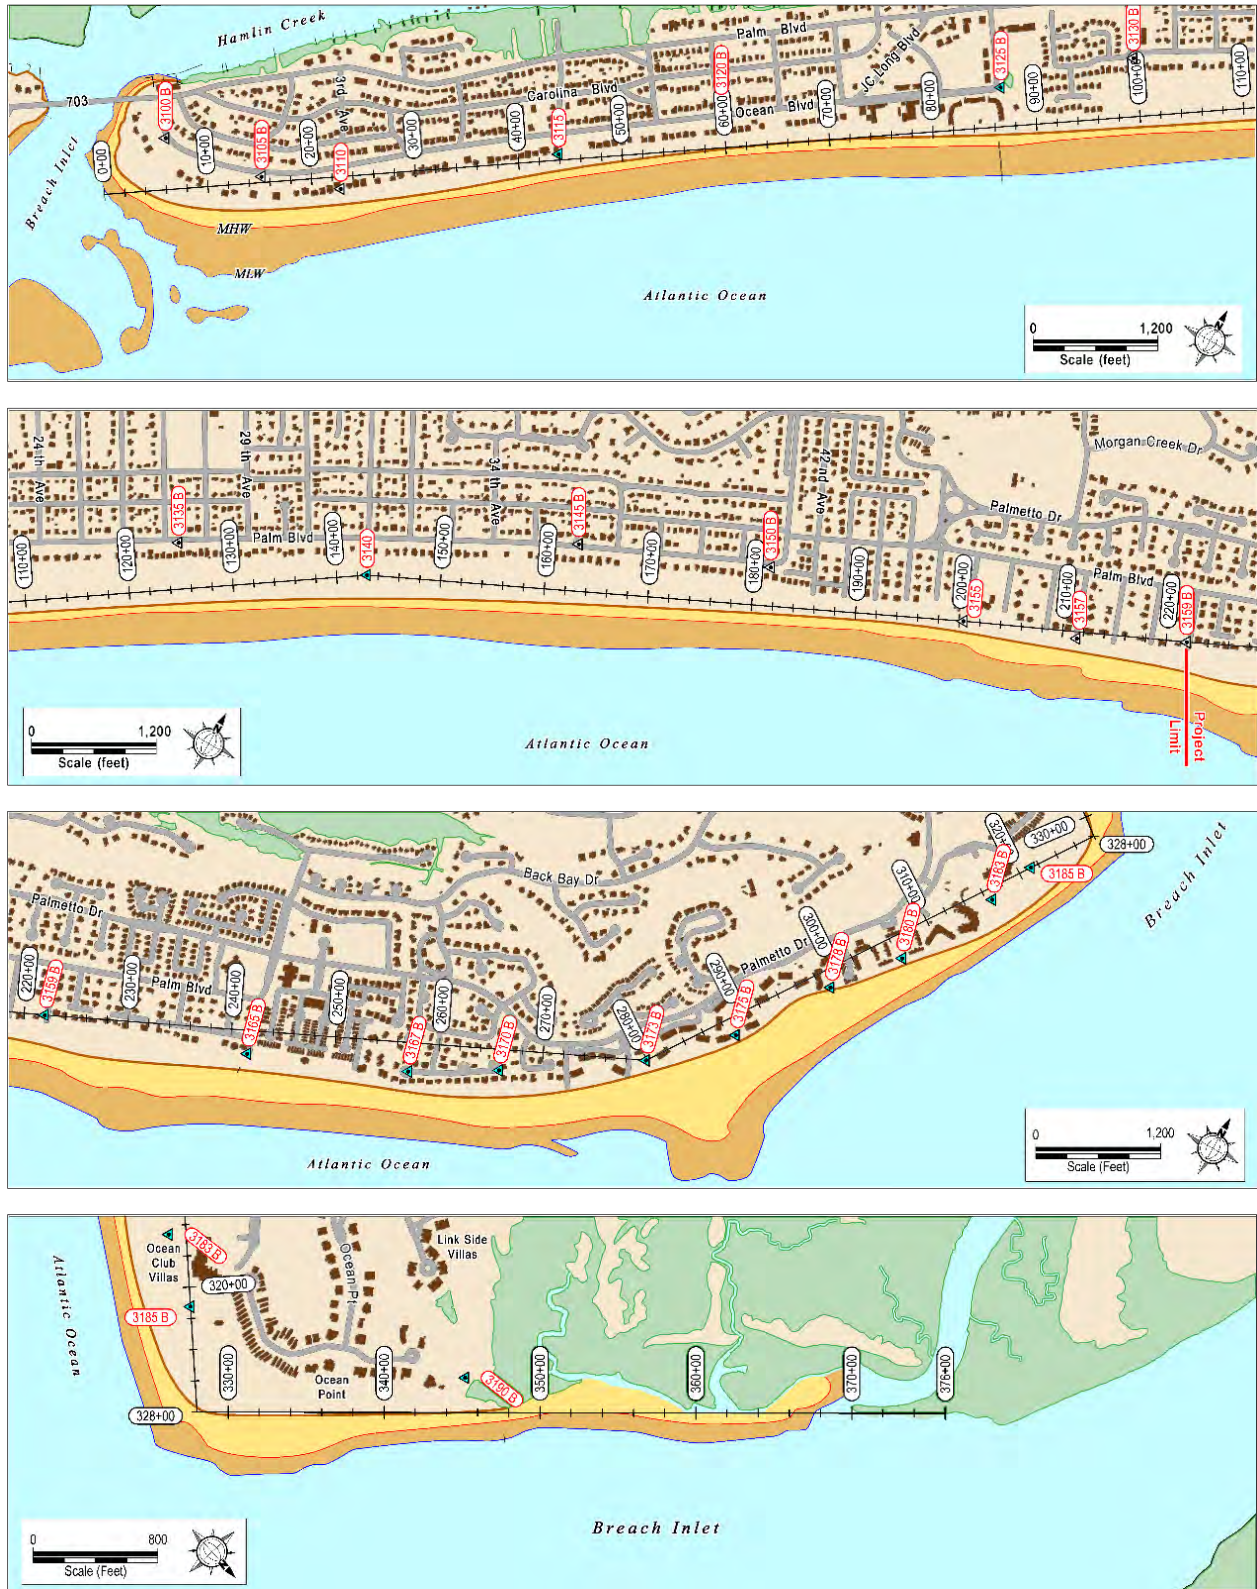 Hamlin Creek
703
Breach Inlet
3100 B
3105 B
3110
3115
3120 B
3125
3130 B
3rd Ave
Carolina Blvd
Palm Blvd
Ocean Blvd
JC Long Blvd
0+00
10+00
20+00
30+00
40+00
50+00
60+00
70+00
80+00
90+00
100+00
110+00
MHW
MLW
Atlantic Ocean
0 1,200
Scale (feet)
N
24 th Ave
29 th Ave
34 th Ave
42 nd Ave
Morgan Creek Dr
Palmetto Dr
Palm Blvd
Palm Blvd
3135 B
3140
3145 B
3150 B
3155
3157
3159 B
110+00
120+00
130+00
140+00
150+00
160+00
170+00
180+00
190+00
200+00
210+00
220+00
Project
Limit
Atlantic Ocean
0 1,200
Scale (feet)
N
Palmetto Dr
Palm Blvd
Back Bay Dr
Palmetto Dr
220+00
230+00
240+00
250+00
260+00
270+00
280+00
290+00
300+00
310+00
320+00
330+00
328+00
3159 B
3165 B
3167 B
3170 B
3173 B
3175 B
3178 B
3180 B
3183 B
3185 B
Breach Inlet
Atlantic Ocean
0 1,200
Scale (Feet)
N
Atlantic Ocean
Ocean
Club
Villas
3183 B
320+00
3185 B
328+00
Ocean Pt
Link Side
Villas
Ocean
Point
3190 B
330+00
340+00
350+00
360+00
370+00
376+00
Breach Inlet
0 800
Scale (Feet)
N